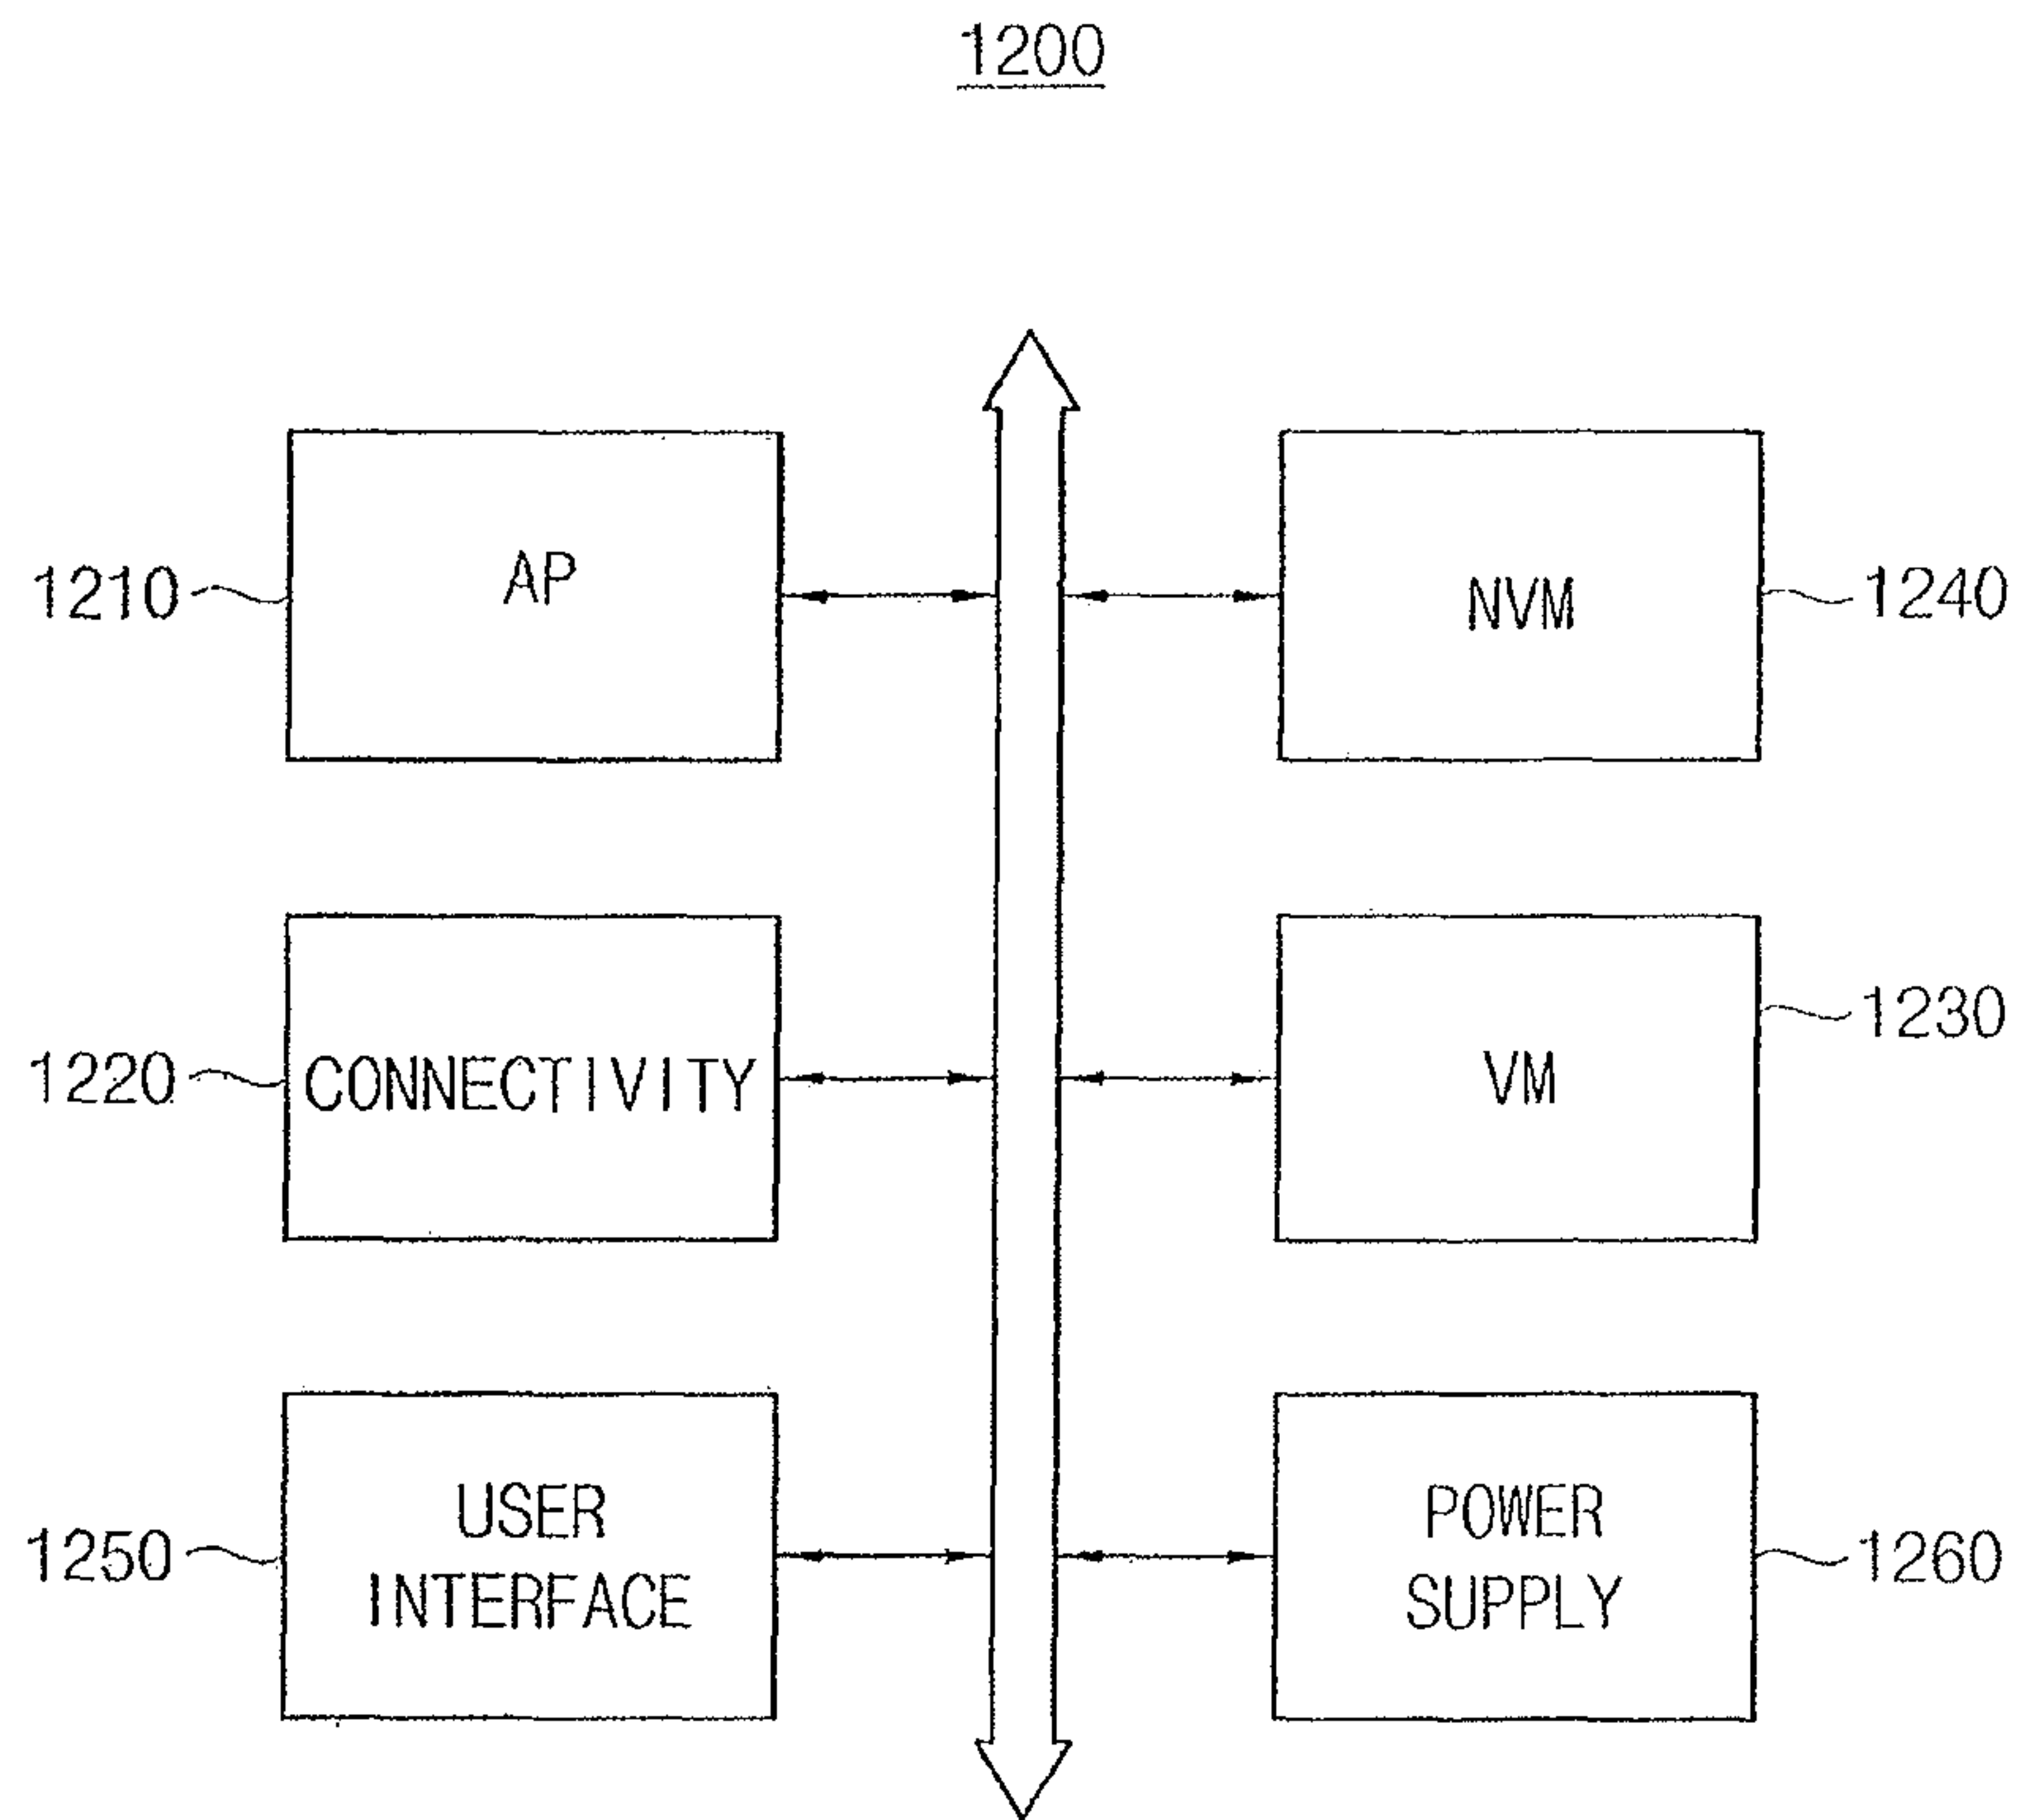 1200
AP
1210
NVM
1240
CONNECTIVITY
1220
VM
1230
USER
INTERFACE
1250
POWER
SUPPLY
1260